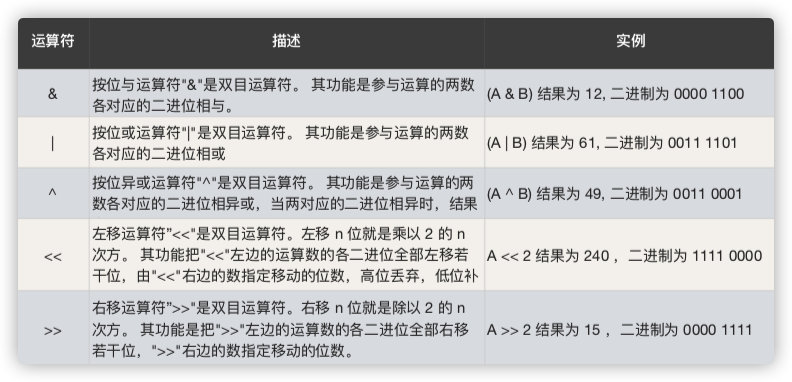 运算符 描述 实例
& 按位与运算符"&"是双目运算符。 其功能是参与运算的两数
各对应的二进位相与。 (A & B) 结果为 12, 二进制为 0000 1100
| 按位或运算符"|"是双目运算符。 其功能是参与运算的两数
各对应的二进位相或 (A | B) 结果为 61, 二进制为 0011 1101
^ 按位异或运算符"^"是双目运算符。 其功能是参与运算的两
数各对应的二进位相异或，当两对应的二进位相异时，结果 (A ^ B) 结果为 49, 二进制为 0011 0001
<< 左移运算符”<<"是双目运算符。左移 n 位就是乘以 2 的 n
次方。 其功能把"<<"左边的运算数的各二进位全部左移若
干位，由"<<"右边的数指定移动的位数，高位丢弃，低位补 A << 2 结果为 240 ，二进制为 1111 0000
>> 右移运算符”>>"是双目运算符。右移 n 位就是除以 2 的 n
次方。 其功能是把">>"左边的运算数的各二进位全部右移
若干位，">>"右边的数指定移动的位数。 A >> 2 结果为 15 ，二进制为 0000 1111